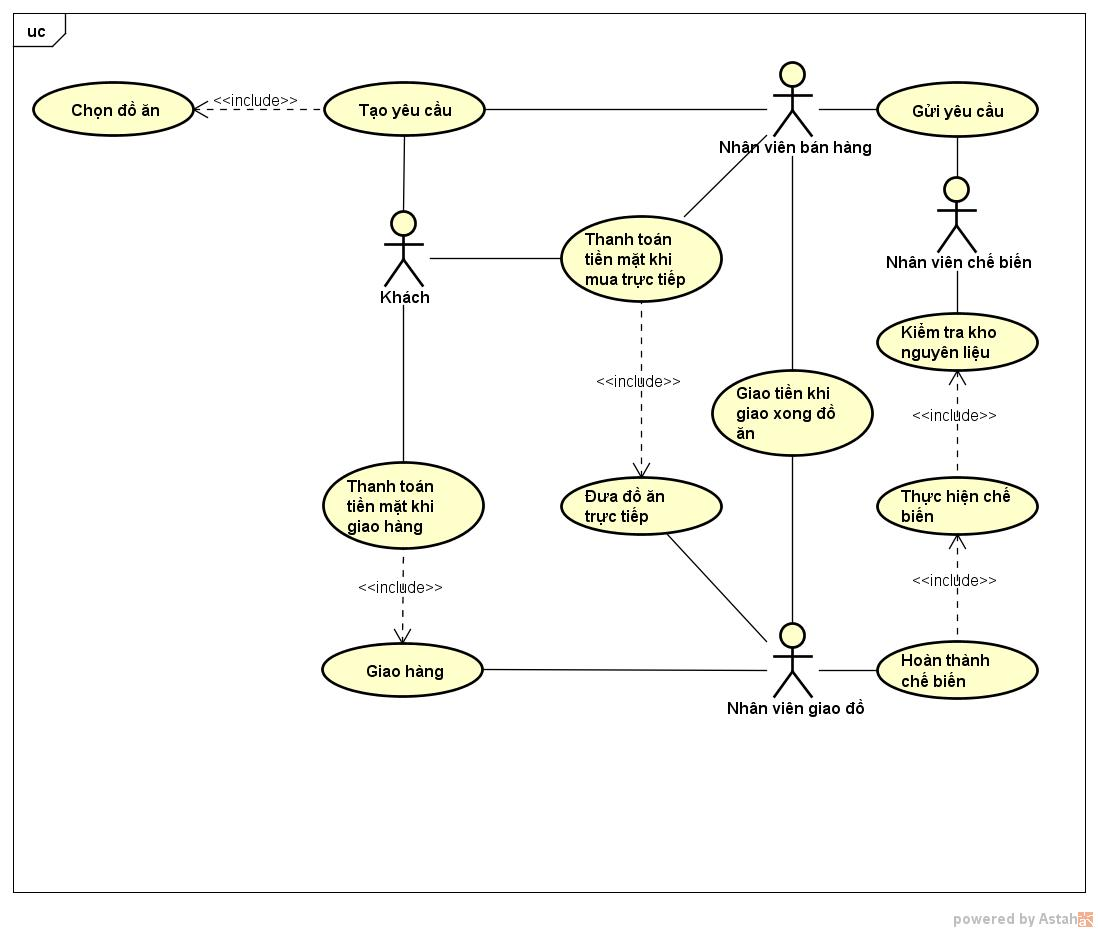 uc
Chọn đồ ăn
<<include>>
Tạo yêu cầu
Nhân viên bán hàng
Gửi yêu cầu
Khách
Thanh toán
tiền mặt khi
mua trực tiếp
Nhân viên chế biến
Kiểm tra kho
nguyên liệu
<<include>>
Giao tiền khi
giao xong đồ
ăn
<<include>>
Thanh toán
tiền mặt khi
giao hàng
Đưa đồ ăn
trực tiếp
Thực hiện chế
biến
<<include>>
<<include>>
Giao hàng
Nhân viên giao đồ
Hoàn thành
chế biến
powered by Astah